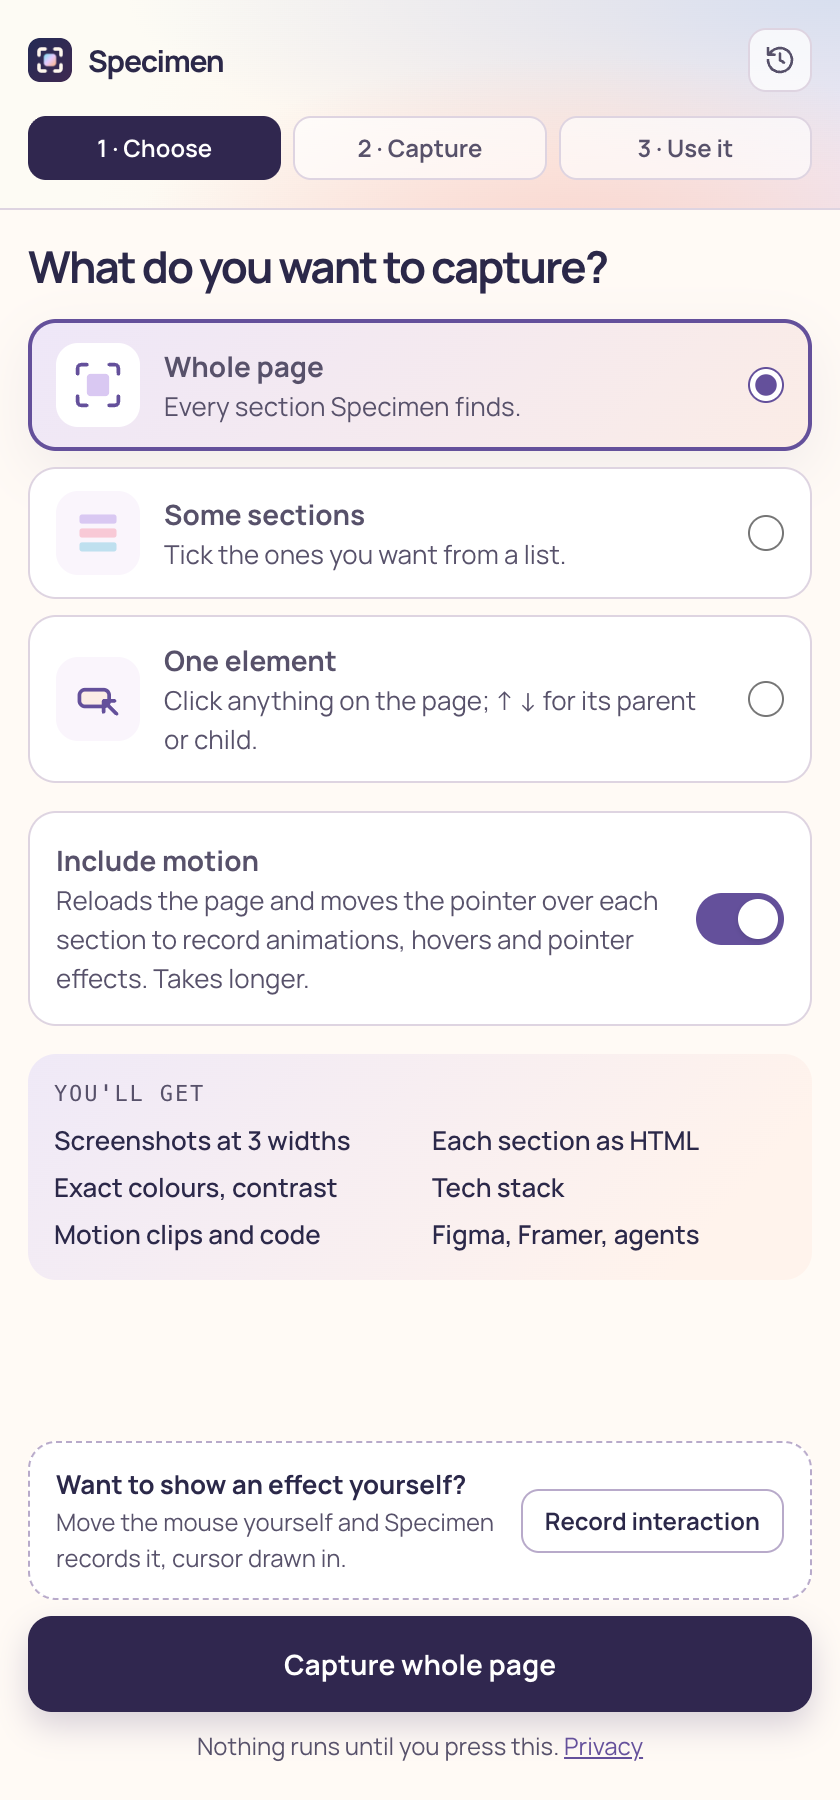 Specimen
1 · Choose
2 · Capture
3 · Use it
What do you want to capture?
Whole page
Every section Specimen finds.
Some sections
Tick the ones you want from a list.
One element
Click anything on the page; ↑ ↓ for its parent
or child.
Include motion
Reloads the page and moves the pointer over each
section to record animations, hovers and pointer
effects. Takes longer.
YOU'LL GET
Screenshots at 3 widths
Each section as HTML
Exact colours, contrast
Tech stack
Motion clips and code
Figma, Framer, agents
Want to show an effect yourself?
Move the mouse yourself and Specimen
records it, cursor drawn in.
Record interaction
Capture whole page
Nothing runs until you press this. Privacy